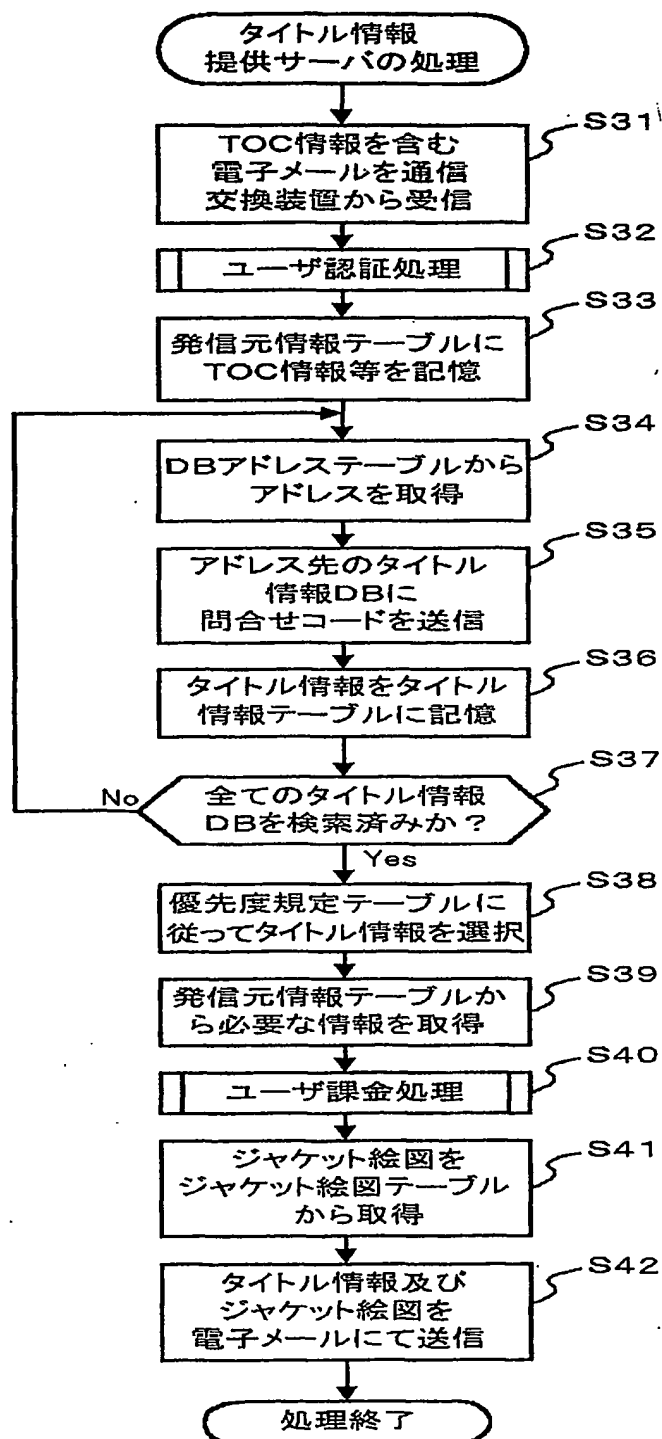 タイトル情報
提供サーバの処理
S31
TOC情報を含む
電子メールを通信
交換装置から受信
S32
ユーザ認証処理
S33
発信元情報テーブルに
TOC情報等を記憶
S34
DBアドレステーブルから
アドレスを取得
S35
アドレス先のタイトル
情報DBに
問合せコードを送信
S36
タイトル情報をタイトル
情報テーブルに記憶
S37
No
全てのタイトル情報
DBを検索済みか？
Yes
S38
優先度規定テーブルに
従ってタイトル情報を選択
S39
発信元情報テーブルか
ら必要な情報を取得
S40
ユーザ課金処理
S41
ジャケット絵図を
ジャケット絵図テーブル
から取得
S42
タイトル情報及び
ジャケット絵図を
電子メールにて送信
処理終了